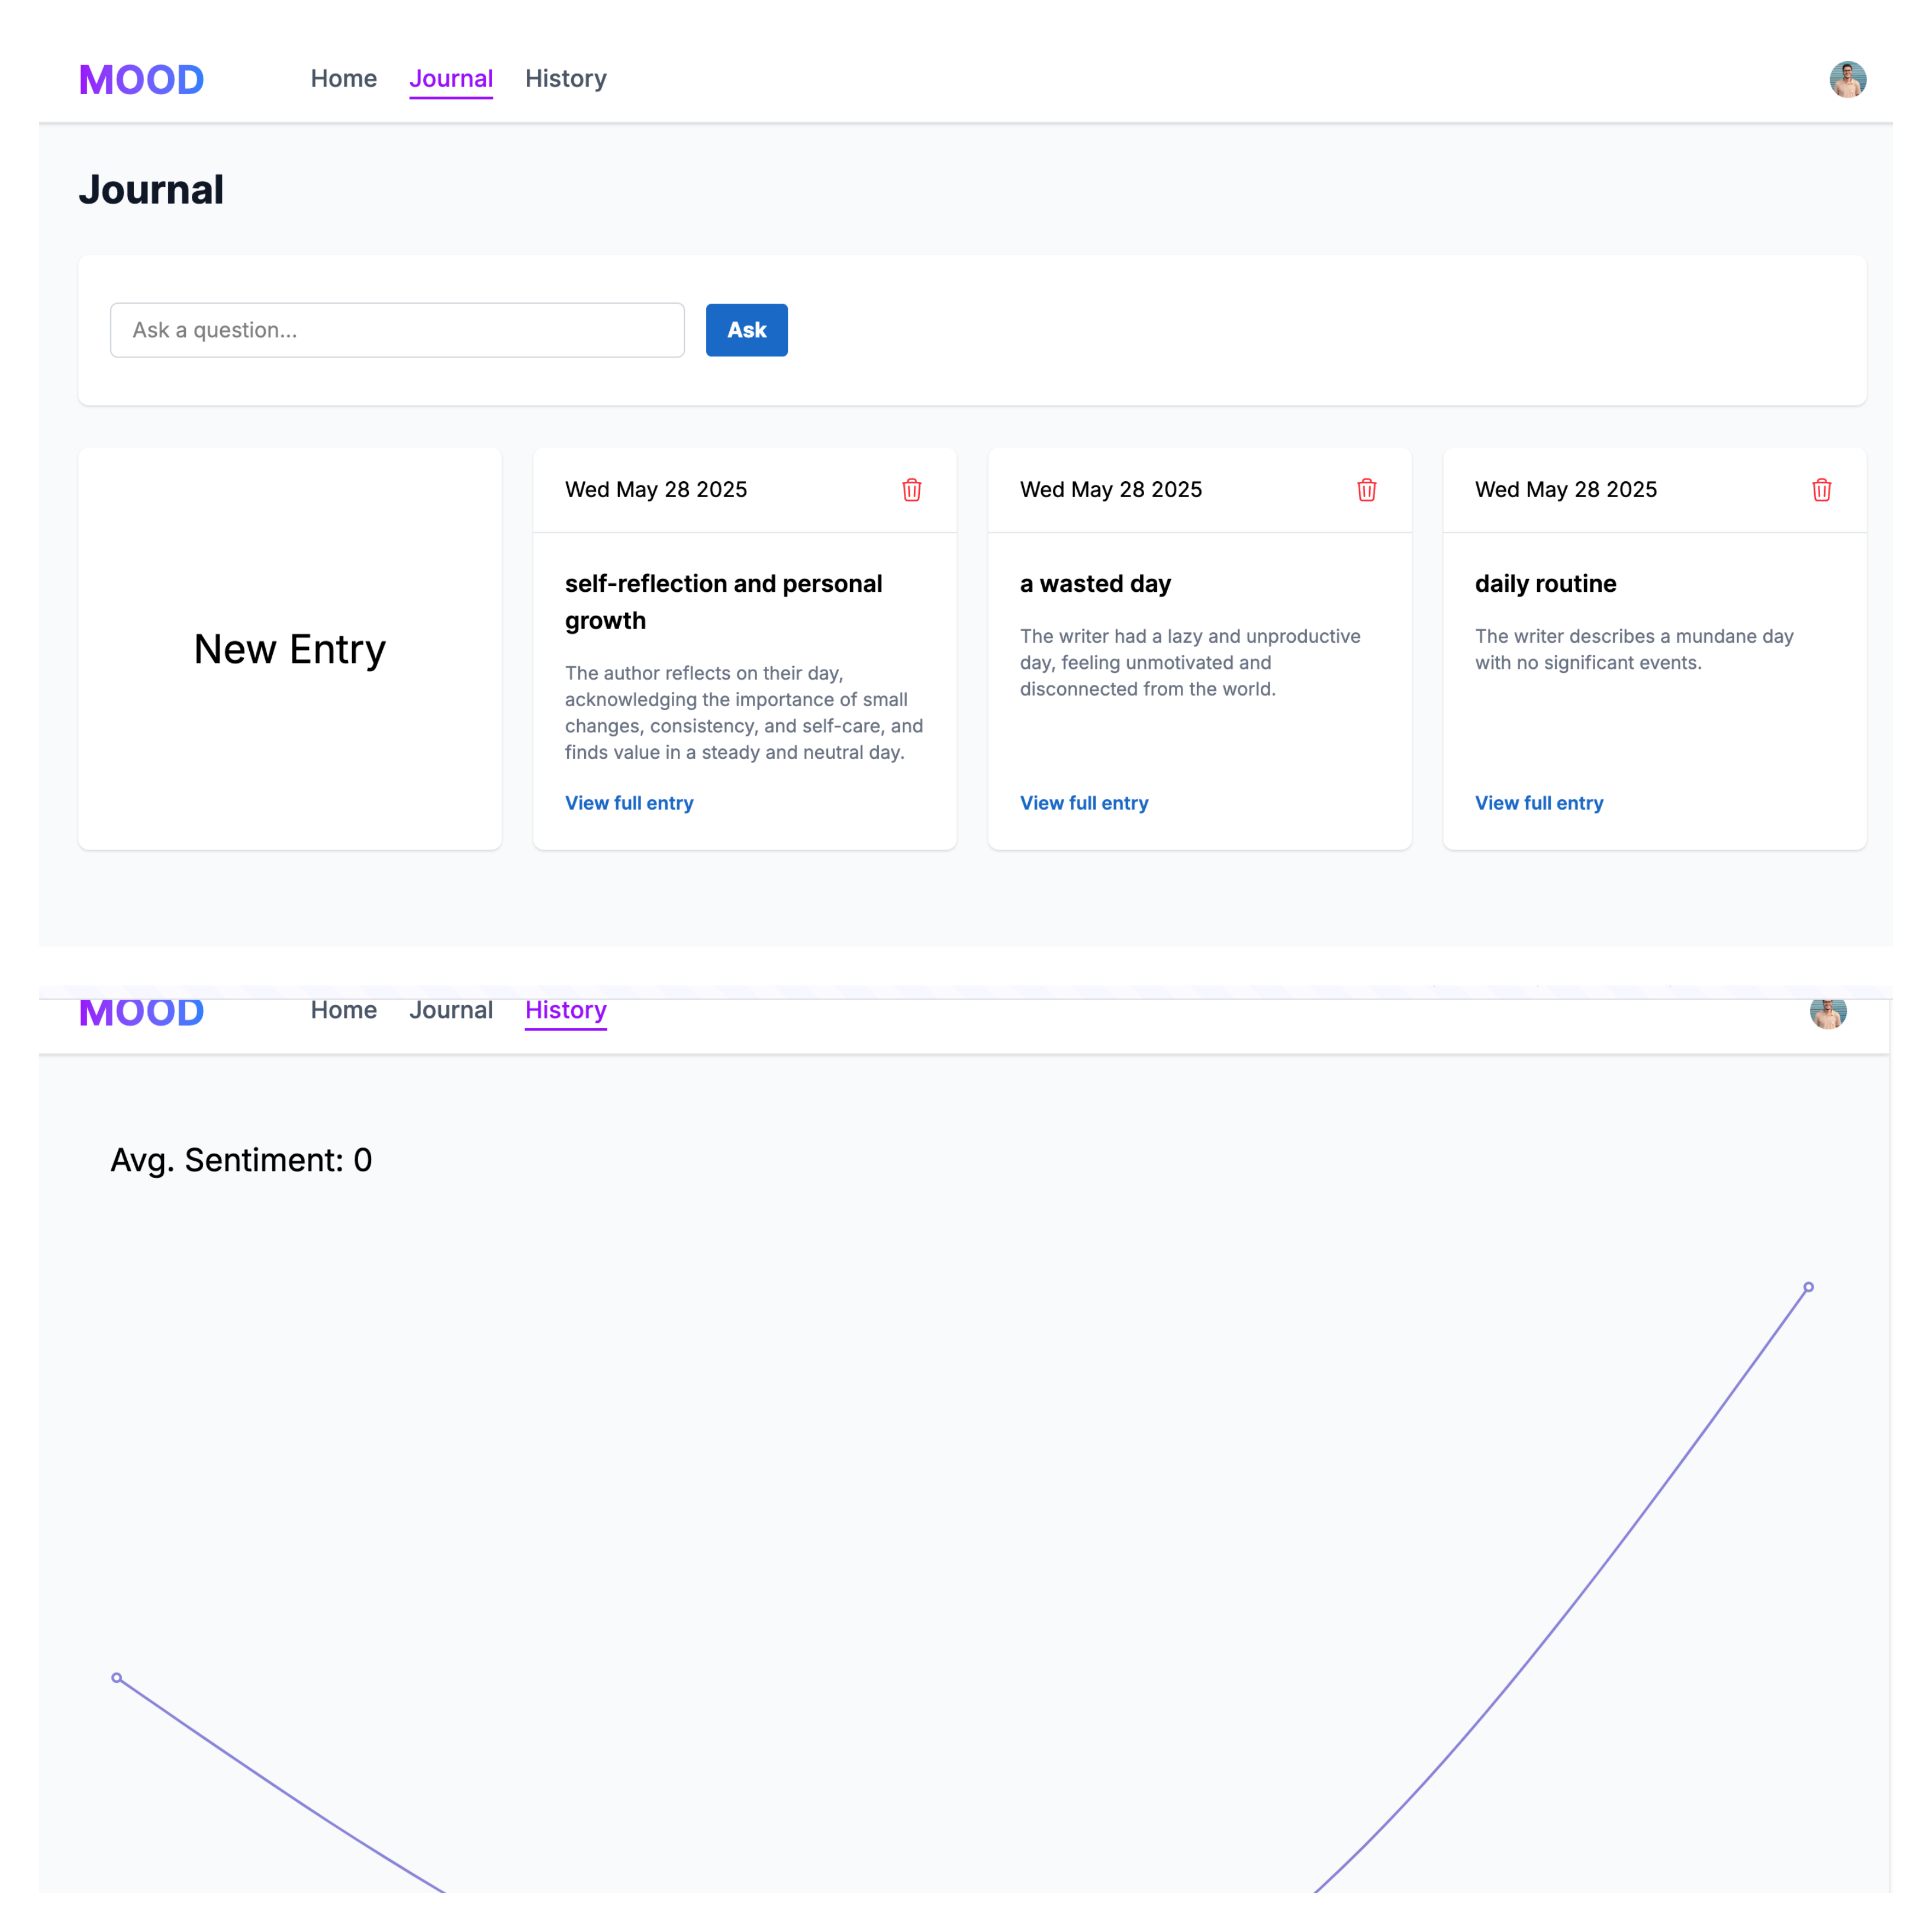 MOOD Home Journal History
Journal
Ask a question... Ask
New Entry
Wed May 28 2025
self-reflection and personal
growth
The author reflects on their day,
acknowledging the importance of small
changes, consistency, and self-care, and
finds value in a steady and neutral day.
View full entry
Wed May 28 2025
a wasted day
The writer had a lazy and unproductive
day, feeling unmotivated and
disconnected from the world.
View full entry
Wed May 28 2025
daily routine
The writer describes a mundane day
with no significant events.
View full entry
MOOD Home Journal History
Avg. Sentiment: 0